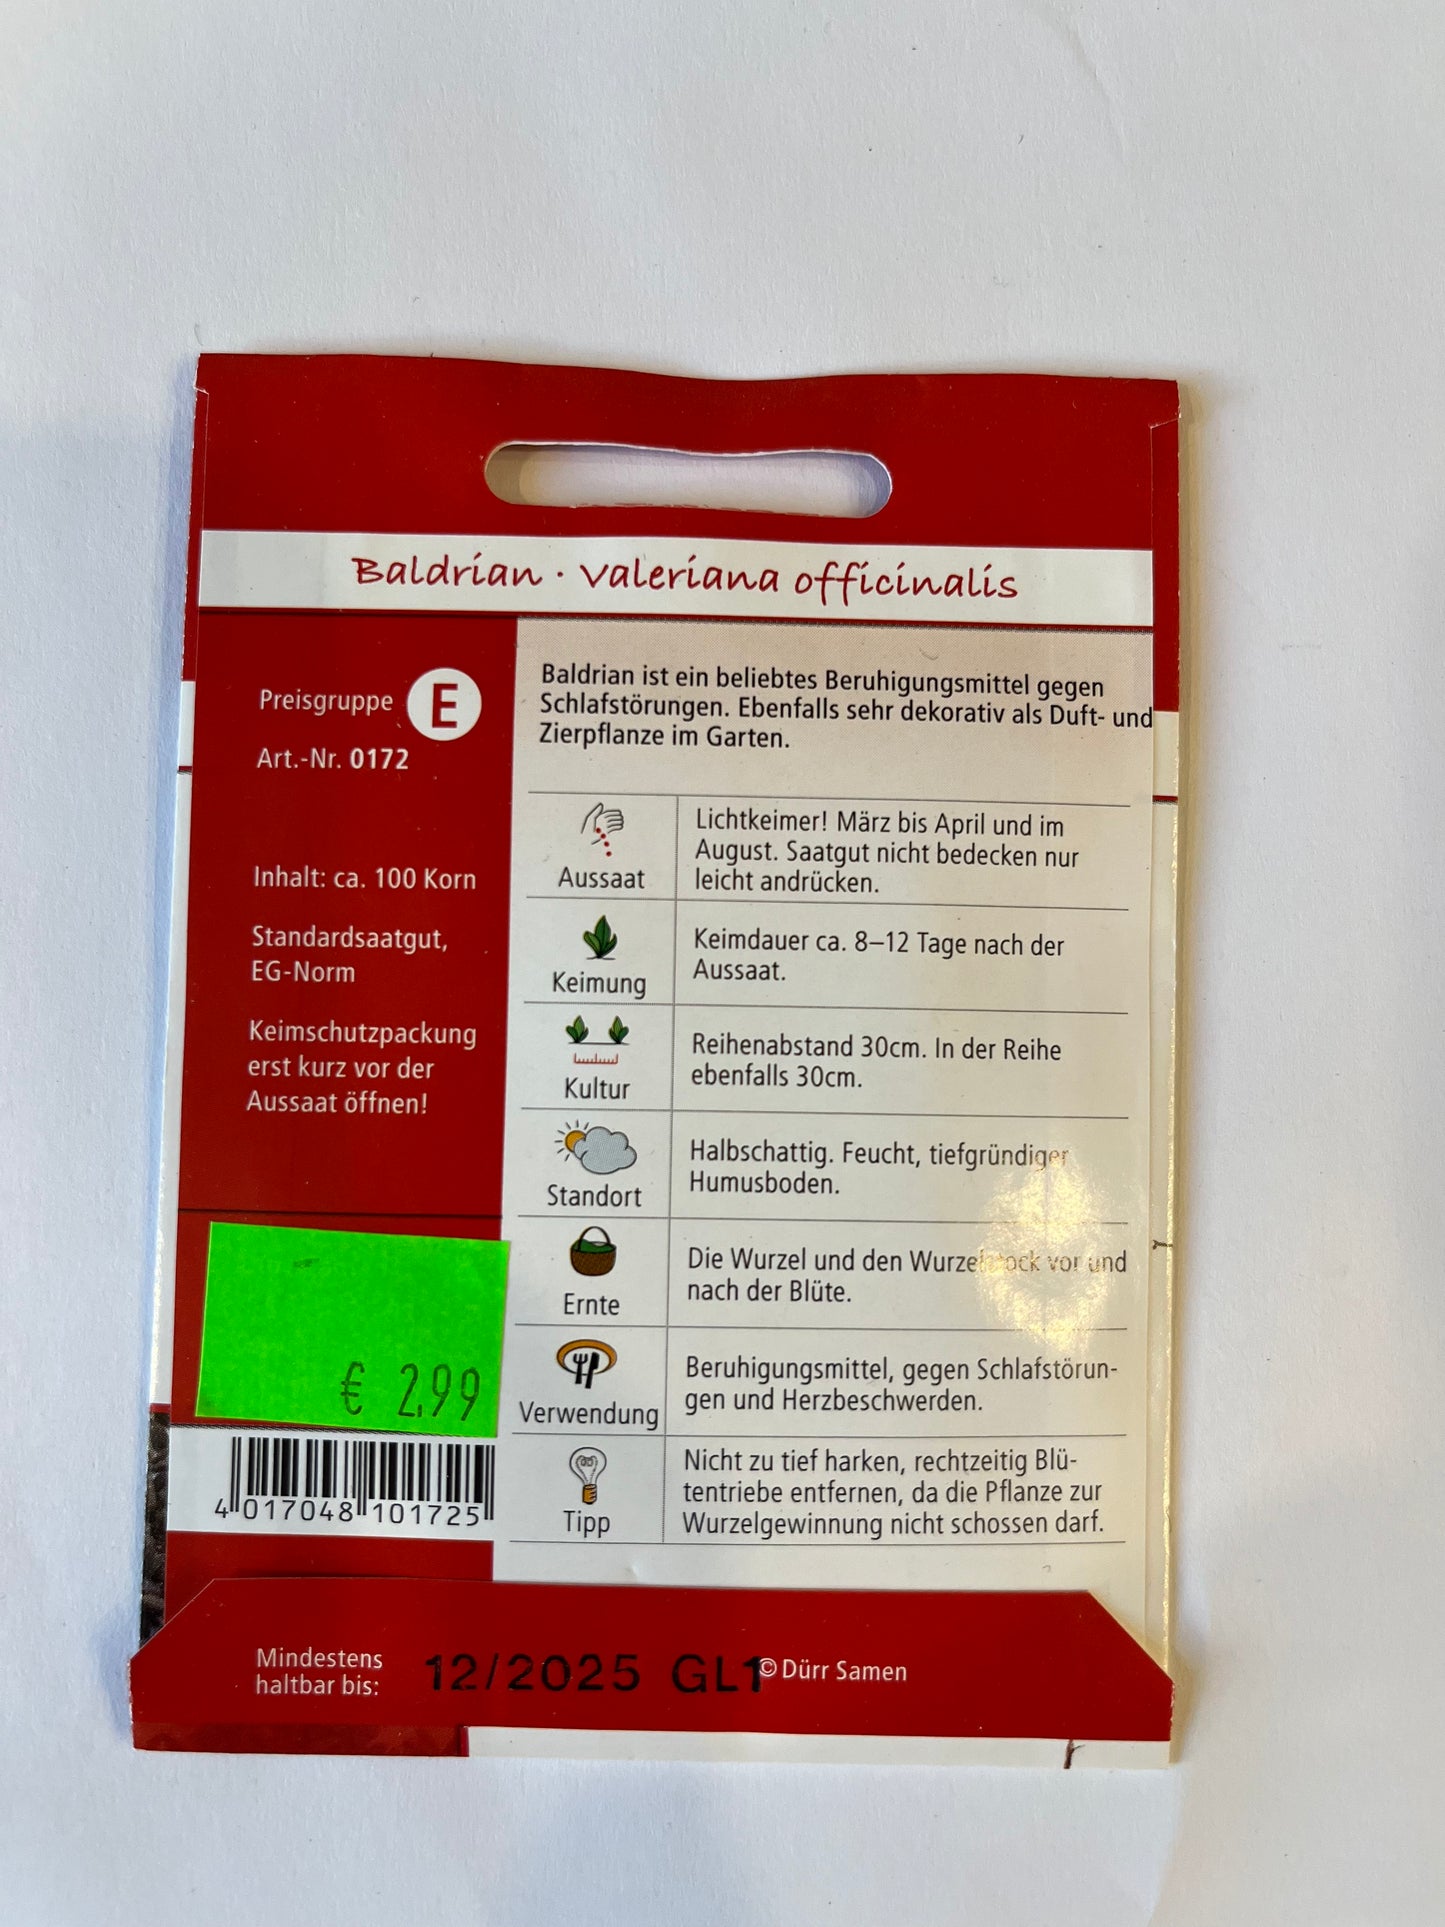 Baldrian · Valeriana officinalis
Preisgruppe E
Art.-Nr. 0172
Inhalt: ca. 100 Korn
Standardsaatgut,
EG-Norm
Keimschutzpackung
erst kurz vor der
Aussaat öffnen!
€ 2,99
4 017048 101725
Baldrian ist ein beliebtes Beruhigungsmittel gegen
Schlafstörungen. Ebenfalls sehr dekorativ als Duft- und
Zierpflanze im Garten.
Aussaat
Lichtkeimer! März bis April und im
August. Saatgut nicht bedecken nur
leicht andrücken.
Keimung
Keimdauer ca. 8–12 Tage nach der
Aussaat.
Kultur
Reihenabstand 30cm. In der Reihe
ebenfalls 30cm.
Standort
Halbschattig. Feucht, tiefgründiger
Humusboden.
Ernte
Die Wurzel und den Wurzelstock vor und
nach der Blüte.
Verwendung
Beruhigungsmittel, gegen Schlafstörun-
gen und Herzbeschwerden.
Tipp
Nicht zu tief harken, rechtzeitig Blü-
tentriebe entfernen, da die Pflanze zur
Wurzelgewinnung nicht schossen darf.
Mindestens
haltbar bis:
12/2025 GL1
© Dürr Samen